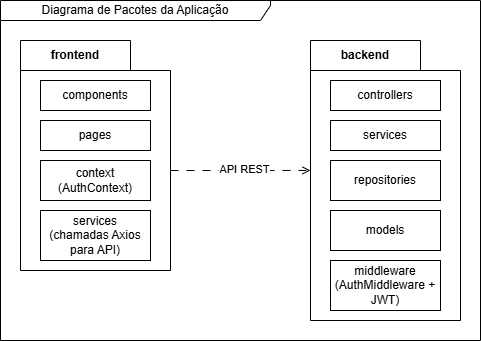 Diagrama de Pacotes da Aplicação
frontend
components
pages
context
(AuthContext)
services
(chamadas Axios
para API)
API REST
backend
controllers
services
repositories
models
middleware
(AuthMiddleware +
JWT)